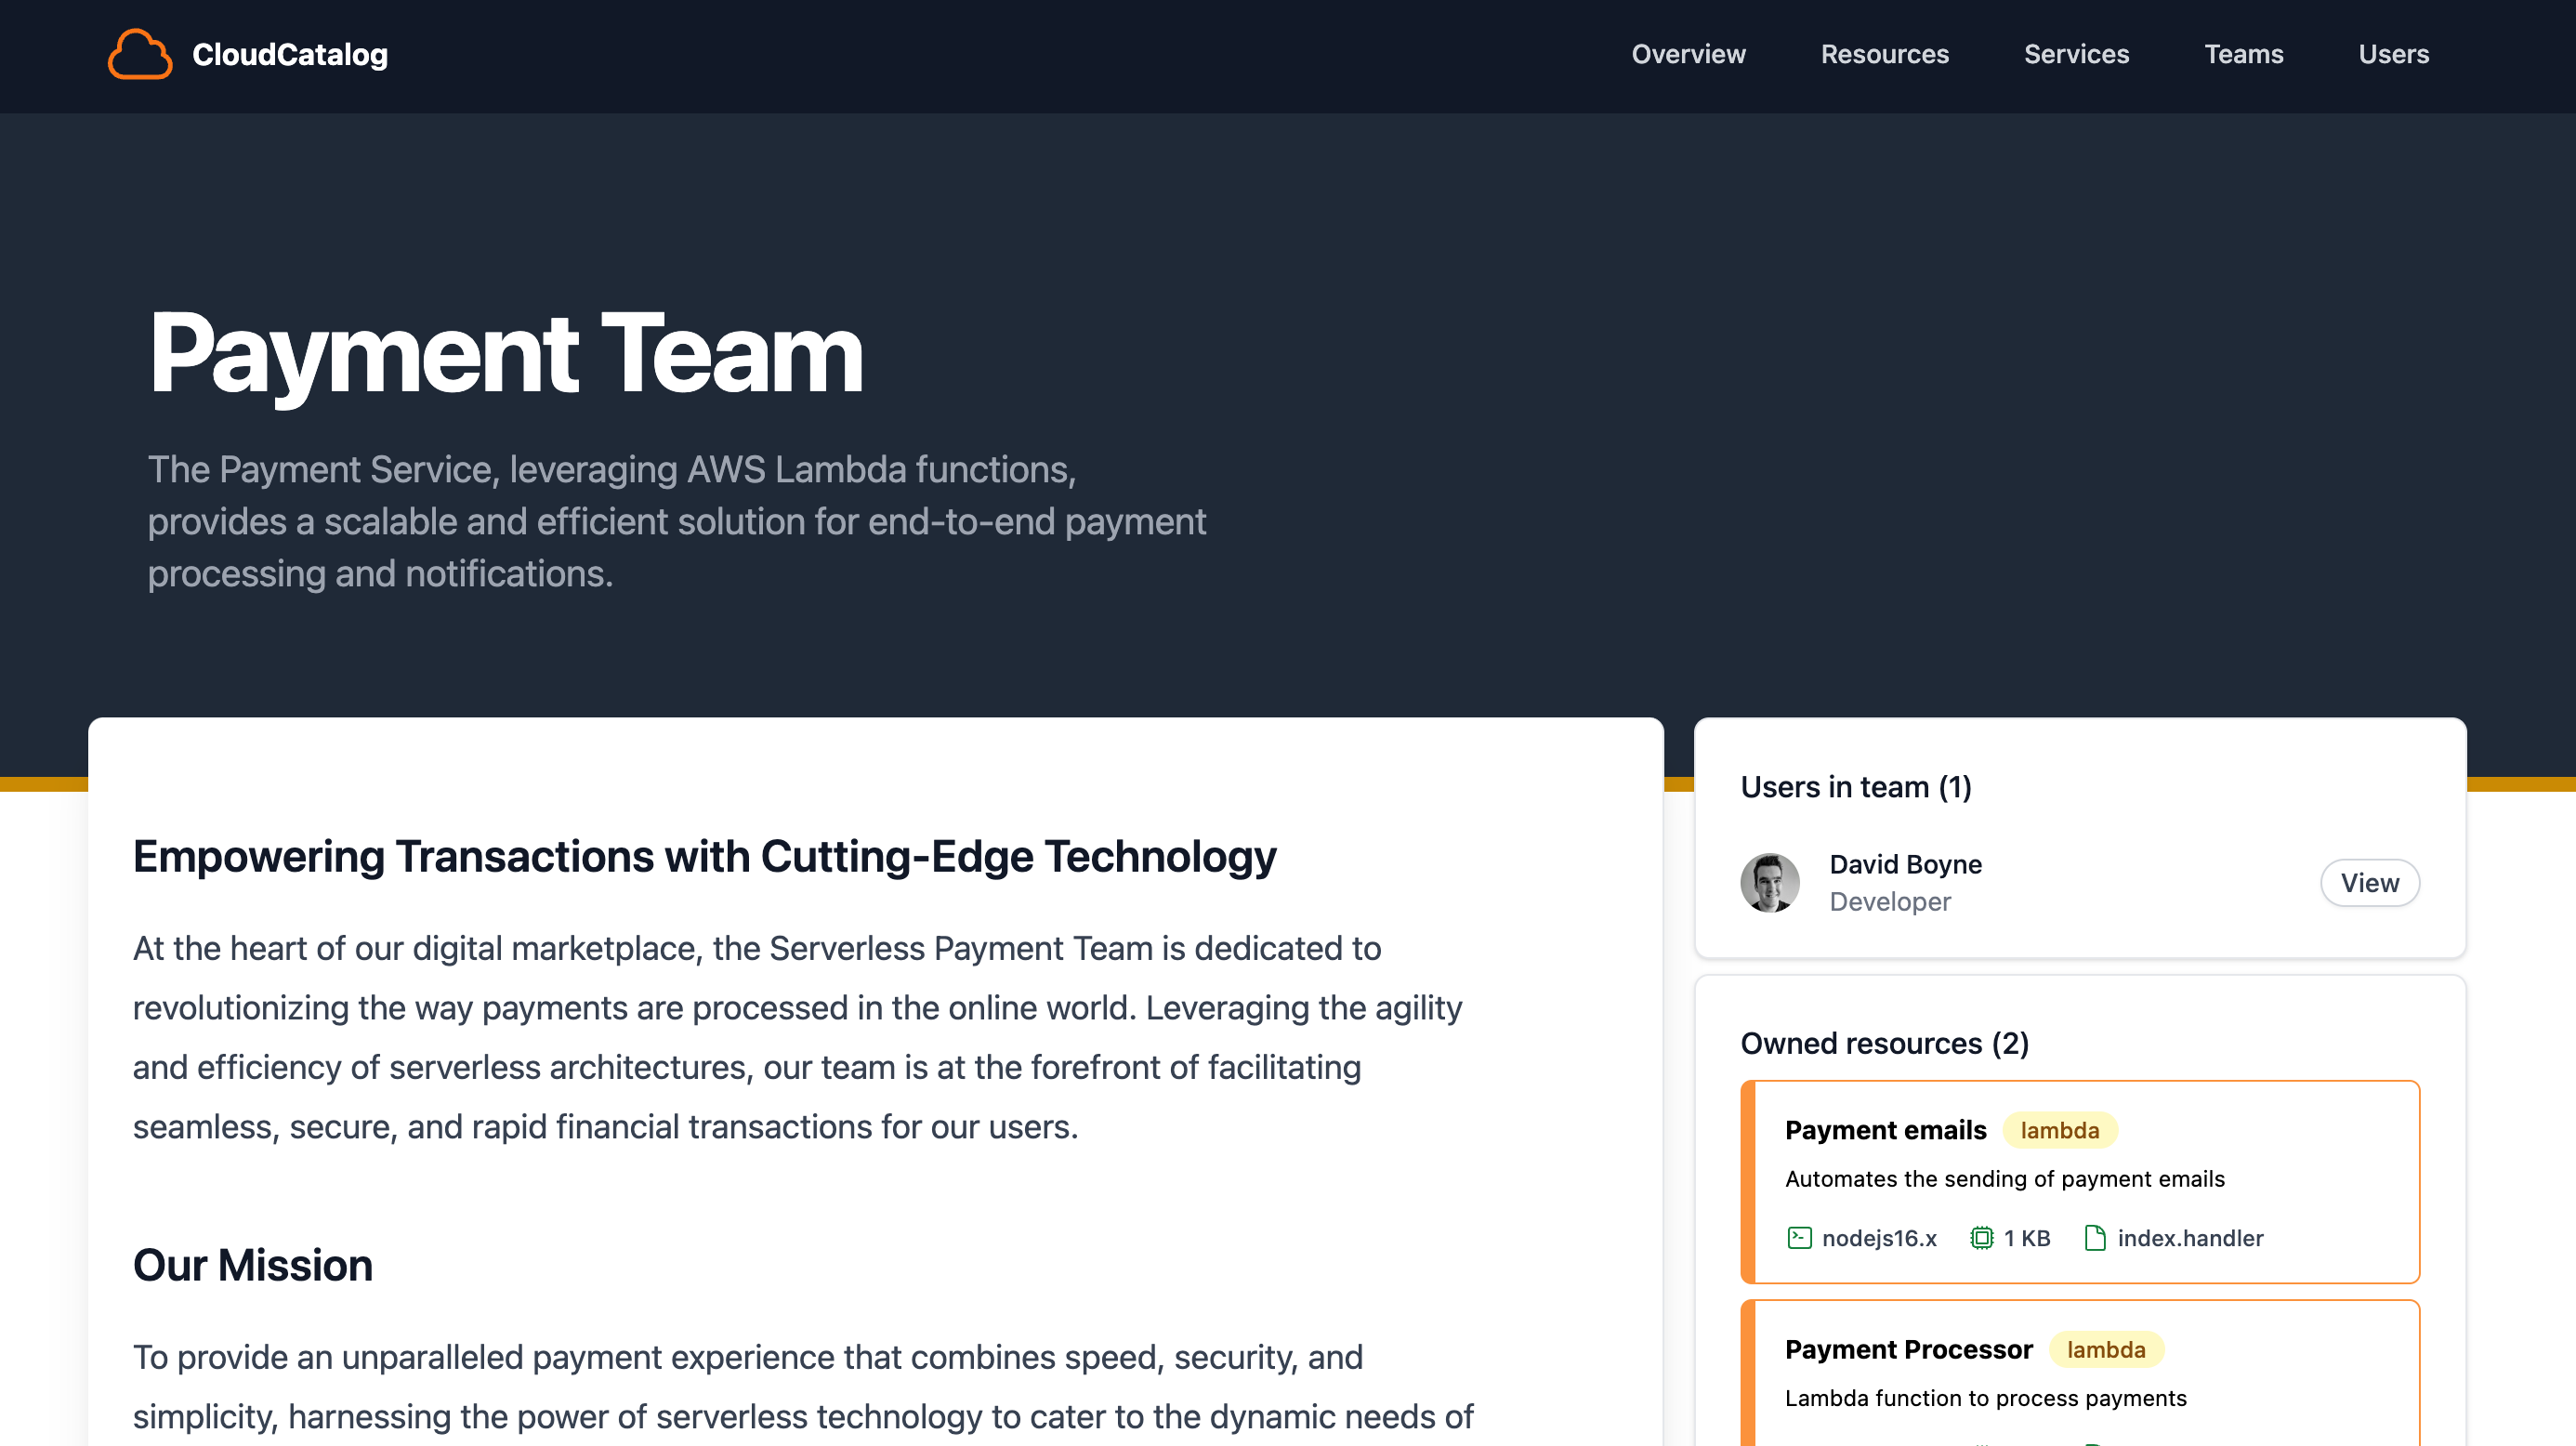 CloudCatalog
Overview
Resources
Services
Teams
Users
Payment Team
The Payment Service, leveraging AWS Lambda functions,
provides a scalable and efficient solution for end-to-end payment
processing and notifications.
Empowering Transactions with Cutting-Edge Technology
At the heart of our digital marketplace, the Serverless Payment Team is dedicated to
revolutionizing the way payments are processed in the online world. Leveraging the agility
and efficiency of serverless architectures, our team is at the forefront of facilitating
seamless, secure, and rapid financial transactions for our users.
Our Mission
To provide an unparalleled payment experience that combines speed, security, and
simplicity, harnessing the power of serverless technology to cater to the dynamic needs of
Users in team (1)
David Boyne
Developer
View
Owned resources (2)
Payment emails lambda
Automates the sending of payment emails
nodejs16.x 1 KB index.handler
Payment Processor lambda
Lambda function to process payments